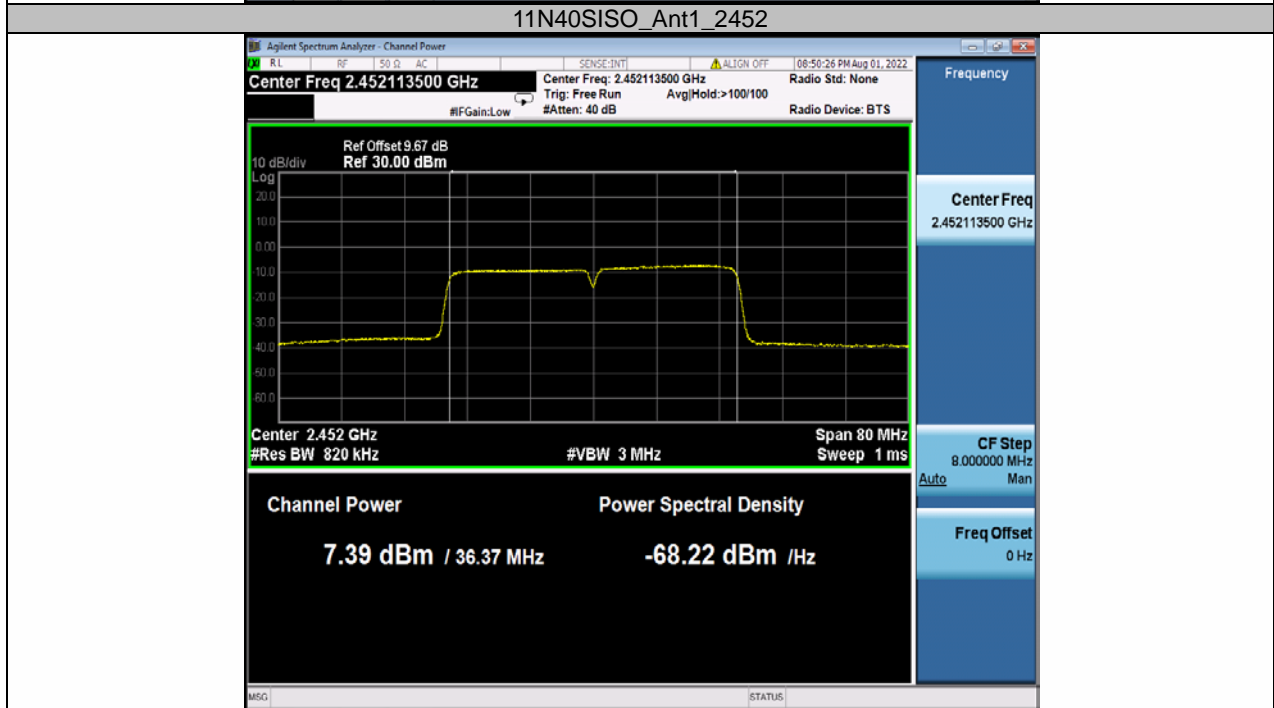 11N40SISO_Ant1_2452
Agilent Spectrum Analyzer - Channel Power
RL RF 50 Ω AC SENSE:INT ALIGN OFF 08:50:26 PM Aug 01, 2022
Center Freq 2.452113500 GHz
Center Freq: 2.452113500 GHz Radio Std: None
Trig: Free Run Avg|Hold:>100/100
#IFGain:Low #Atten: 40 dB Radio Device: BTS
Frequency
Ref Offset 9.67 dB
10 dB/div Ref 30.00 dBm
Log
20.0
10.0
0.00
-10.0
-20.0
-30.0
-40.0
-50.0
-60.0
Center 2.452 GHz Span 80 MHz
#Res BW 820 kHz #VBW 3 MHz Sweep 1 ms
Center Freq
2.452113500 GHz
CF Step
8.000000 MHz
Auto Man
Freq Offset
0 Hz
Channel Power Power Spectral Density
7.39 dBm / 36.37 MHz -68.22 dBm /Hz
MSG STATUS